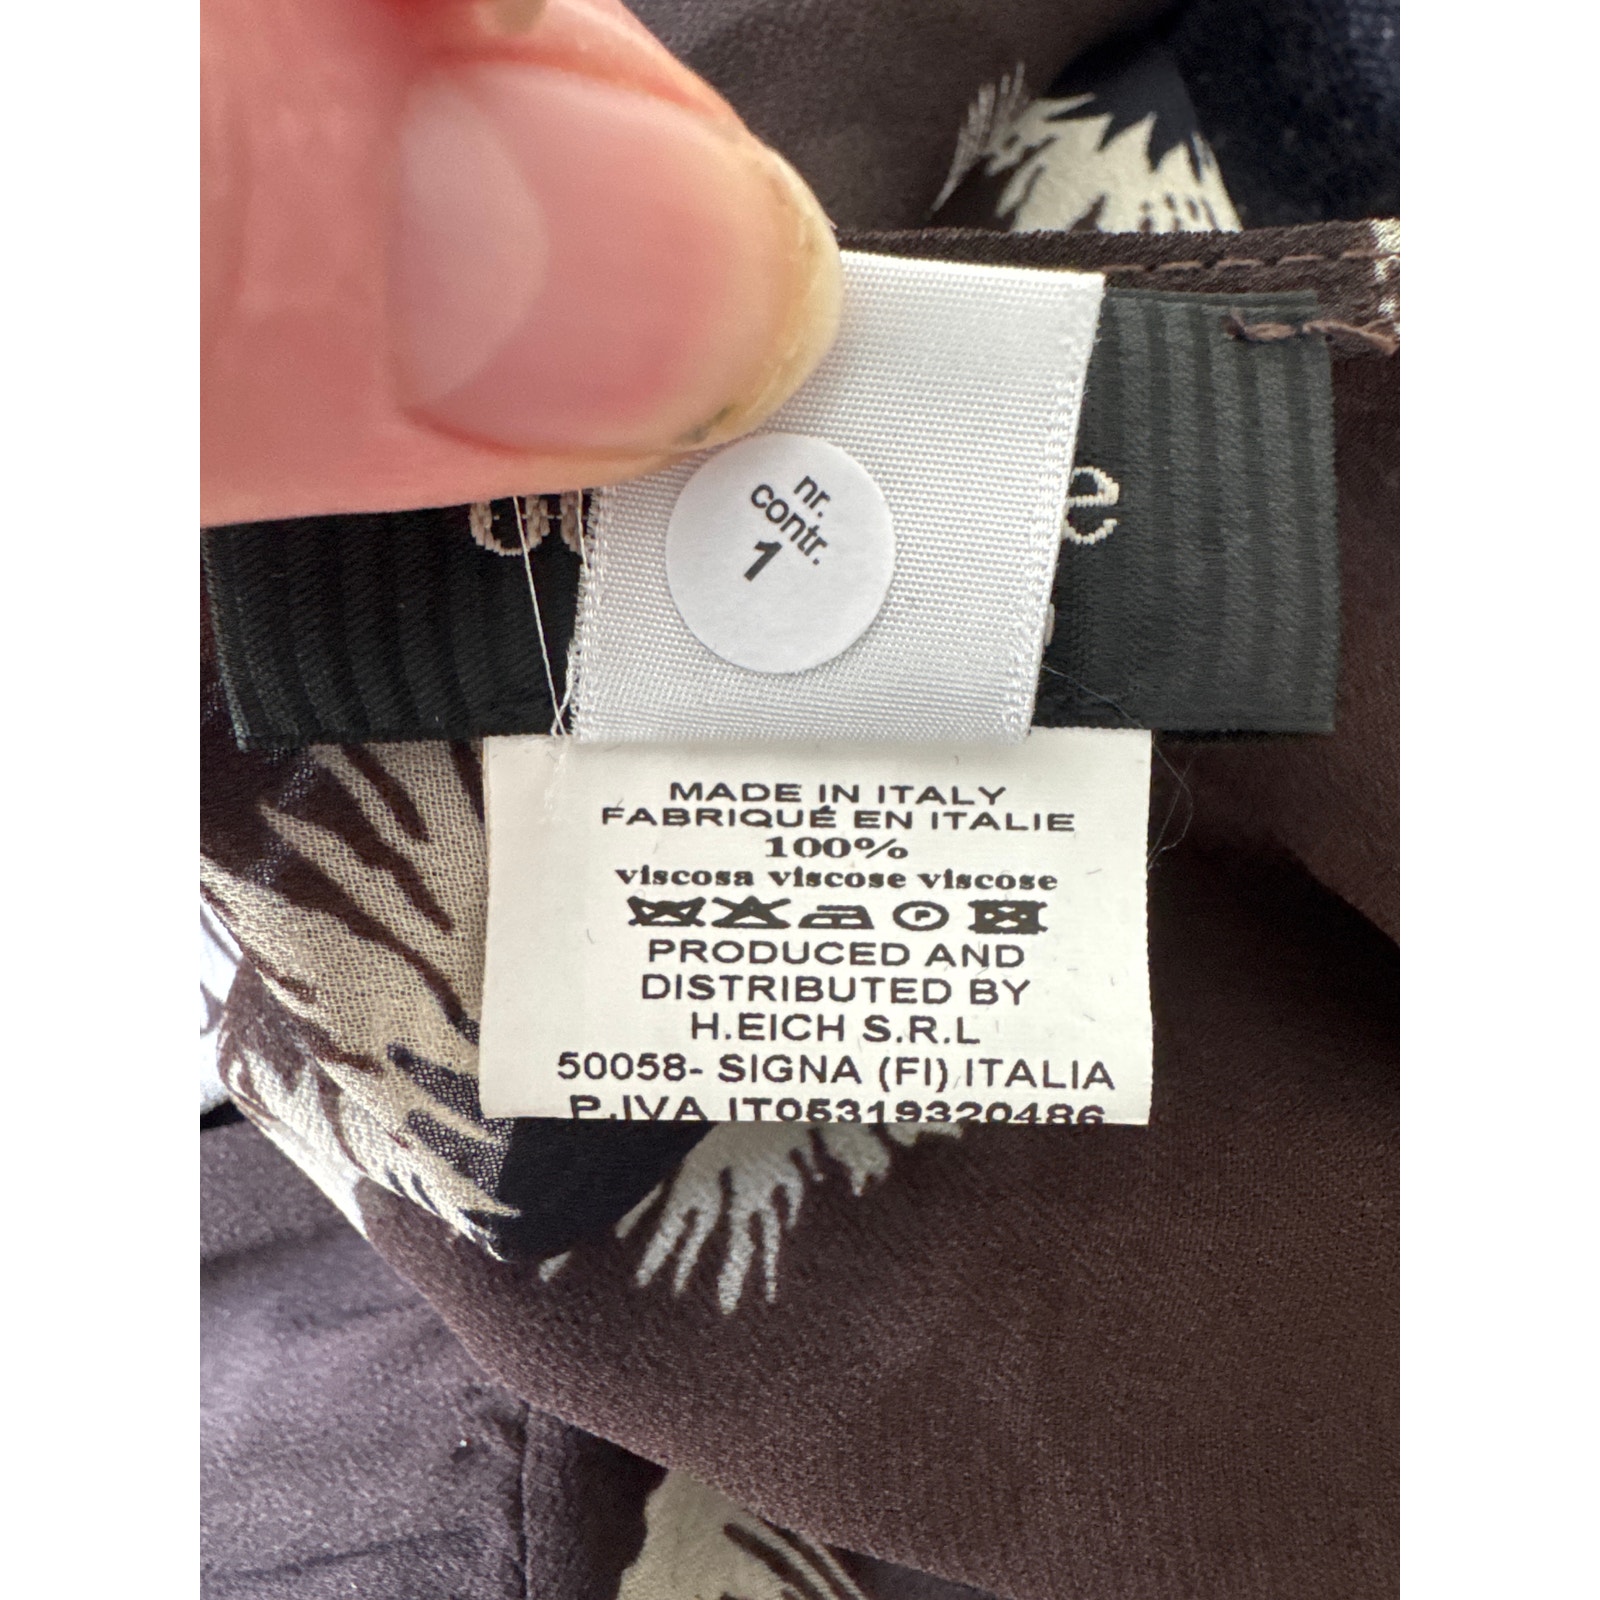 nr.
contr.
1
MADE IN ITALY
FABRIQUÉ EN ITALIE
100%
viscosa viscose viscose
PRODUCED AND
DISTRIBUTED BY
H.EICH S.R.L
50058- SIGNA (FI) ITALIA
P.IVA IT05319320486